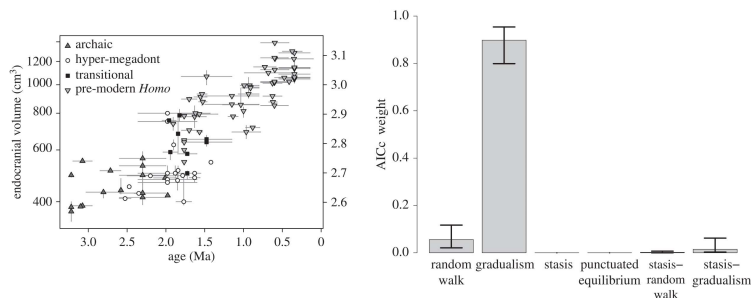 archaic
hyper-megadont
transitional
pre-modern Homo
endocranial volume (cm³)
1200
1000
800
600
400
3.1
3.0
2.9
2.8
2.7
2.6
3.0 2.5 2.0 1.5 1.0 0.5 0
age (Ma)
AICc weight
1.0
0.8
0.6
0.4
0.2
0.0
random walk
gradualism
stasis
punctuated equilibrium
stasis–random walk
stasis–gradualism